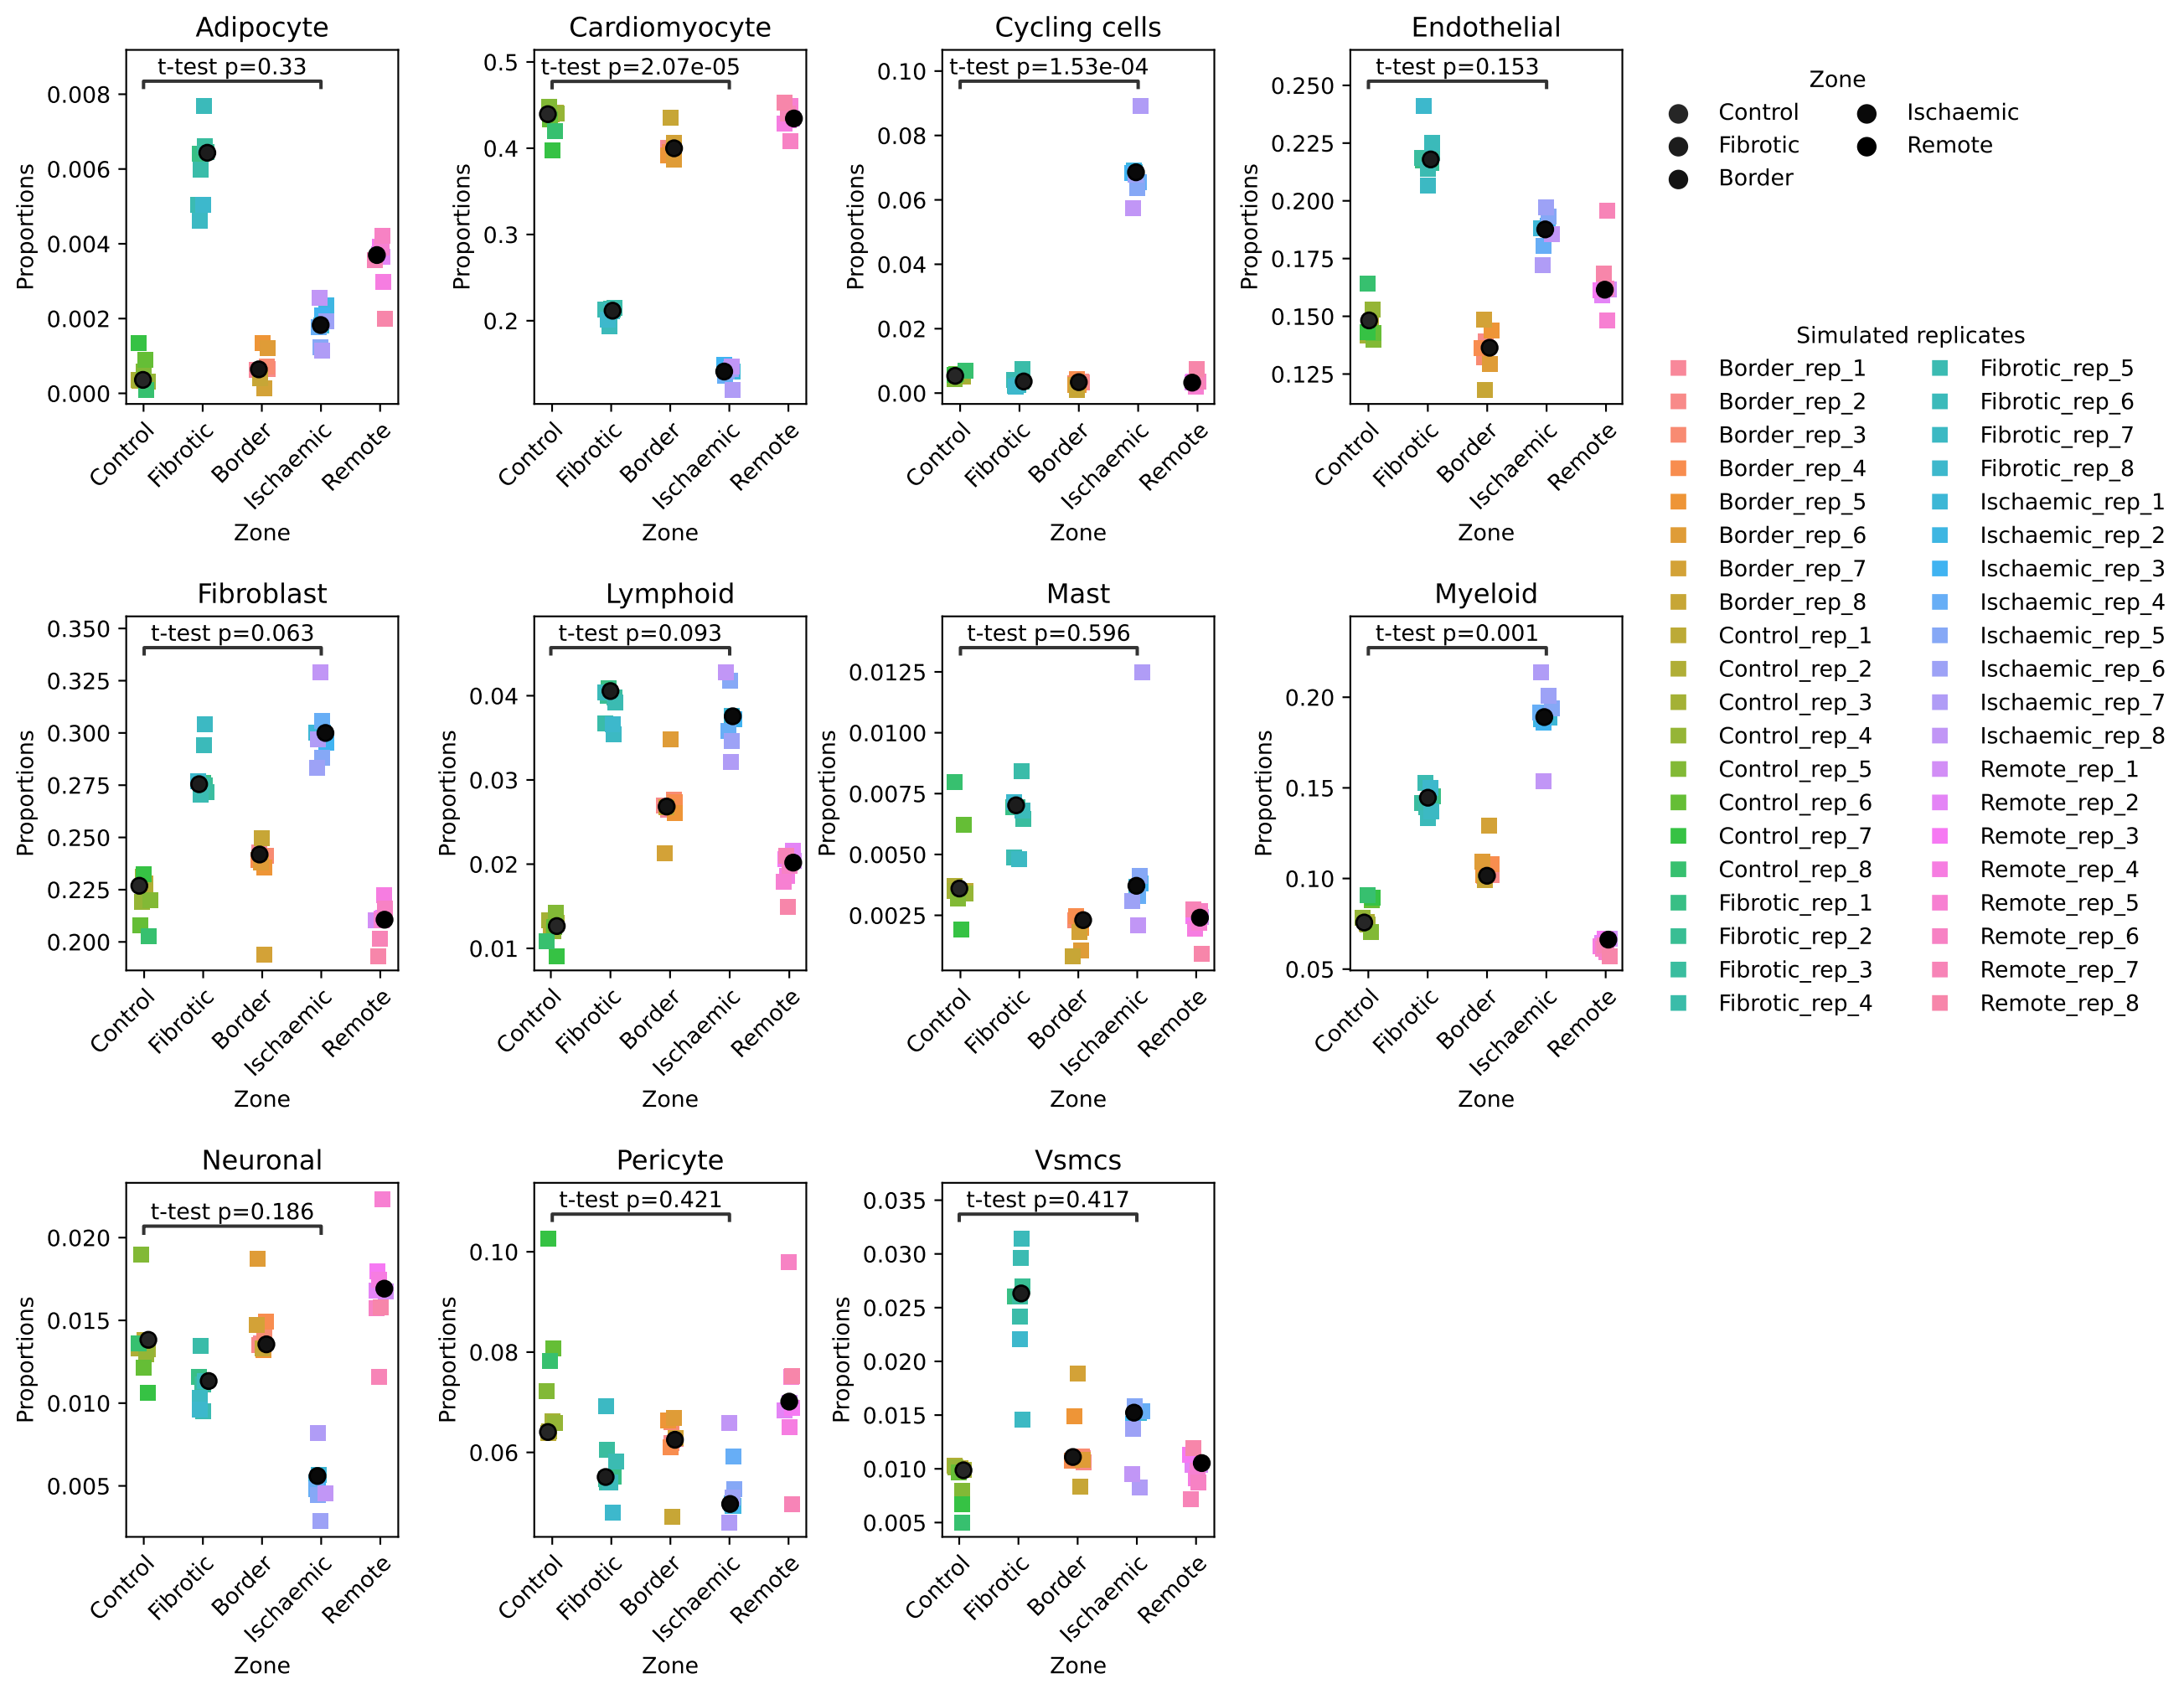 Adipocyte
t-test p=0.33
Proportions
0.008
0.006
0.004
0.002
0.000
Control
Fibrotic
Border
Ischaemic
Remote
Zone
Cardiomyocyte
t-test p=2.07e-05
Proportions
0.5
0.4
0.3
0.2
Control
Fibrotic
Border
Ischaemic
Remote
Zone
Cycling cells
t-test p=1.53e-04
Proportions
0.10
0.08
0.06
0.04
0.02
0.00
Control
Fibrotic
Border
Ischaemic
Remote
Zone
Endothelial
t-test p=0.153
Proportions
0.250
0.225
0.200
0.175
0.150
0.125
Control
Fibrotic
Border
Ischaemic
Remote
Zone
Zone
Control
Fibrotic
Border
Ischaemic
Remote
Simulated replicates
Border_rep_1
Border_rep_2
Border_rep_3
Border_rep_4
Border_rep_5
Border_rep_6
Border_rep_7
Border_rep_8
Control_rep_1
Control_rep_2
Control_rep_3
Control_rep_4
Control_rep_5
Control_rep_6
Control_rep_7
Control_rep_8
Fibrotic_rep_1
Fibrotic_rep_2
Fibrotic_rep_3
Fibrotic_rep_4
Fibrotic_rep_5
Fibrotic_rep_6
Fibrotic_rep_7
Fibrotic_rep_8
Ischaemic_rep_1
Ischaemic_rep_2
Ischaemic_rep_3
Ischaemic_rep_4
Ischaemic_rep_5
Ischaemic_rep_6
Ischaemic_rep_7
Ischaemic_rep_8
Remote_rep_1
Remote_rep_2
Remote_rep_3
Remote_rep_4
Remote_rep_5
Remote_rep_6
Remote_rep_7
Remote_rep_8
Fibroblast
t-test p=0.063
Proportions
0.350
0.325
0.300
0.275
0.250
0.225
0.200
Control
Fibrotic
Border
Ischaemic
Remote
Zone
Lymphoid
t-test p=0.093
Proportions
0.04
0.03
0.02
0.01
Control
Fibrotic
Border
Ischaemic
Remote
Zone
Mast
t-test p=0.596
Proportions
0.0125
0.0100
0.0075
0.0050
0.0025
Control
Fibrotic
Border
Ischaemic
Remote
Zone
Myeloid
t-test p=0.001
Proportions
0.20
0.15
0.10
0.05
Control
Fibrotic
Border
Ischaemic
Remote
Zone
Neuronal
t-test p=0.186
Proportions
0.020
0.015
0.010
0.005
Control
Fibrotic
Border
Ischaemic
Remote
Zone
Pericyte
t-test p=0.421
Proportions
0.10
0.08
0.06
Control
Fibrotic
Border
Ischaemic
Remote
Zone
Vsmcs
t-test p=0.417
Proportions
0.035
0.030
0.025
0.020
0.015
0.010
0.005
Control
Fibrotic
Border
Ischaemic
Remote
Zone